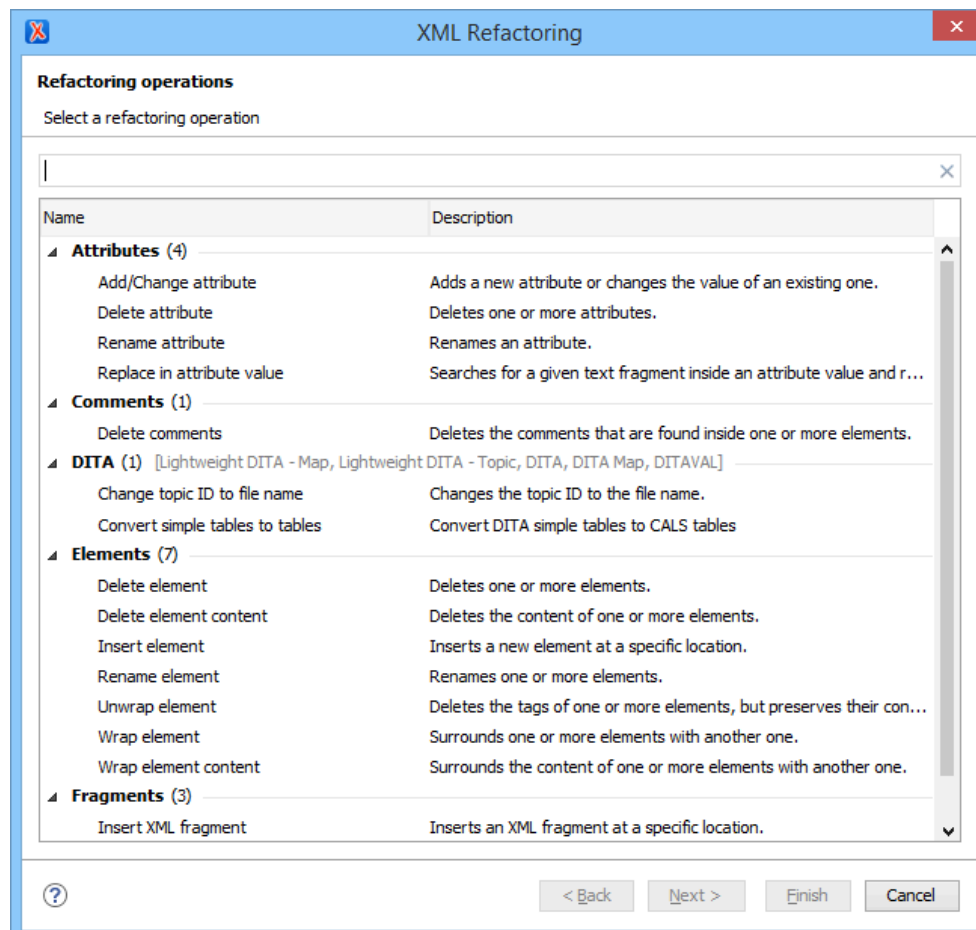 XML Refactoring
Refactoring operations
Select a refactoring operation
Name Description
Attributes (4)
Add/Change attribute Adds a new attribute or changes the value of an existing one.
Delete attribute Deletes one or more attributes.
Rename attribute Renames an attribute.
Replace in attribute value Searches for a given text fragment inside an attribute value and r...
Comments (1)
Delete comments Deletes the comments that are found inside one or more elements.
DITA (1) [Lightweight DITA - Map, Lightweight DITA - Topic, DITA, DITA Map, DITAVAL]
Change topic ID to file name Changes the topic ID to the file name.
Convert simple tables to tables Convert DITA simple tables to CALS tables
Elements (7)
Delete element Deletes one or more elements.
Delete element content Deletes the content of one or more elements.
Insert element Inserts a new element at a specific location.
Rename element Renames one or more elements.
Unwrap element Deletes the tags of one or more elements, but preserves their con...
Wrap element Surrounds one or more elements with another one.
Wrap element content Surrounds the content of one or more elements with another one.
Fragments (3)
Insert XML fragment Inserts an XML fragment at a specific location.
? < Back Next > Finish Cancel